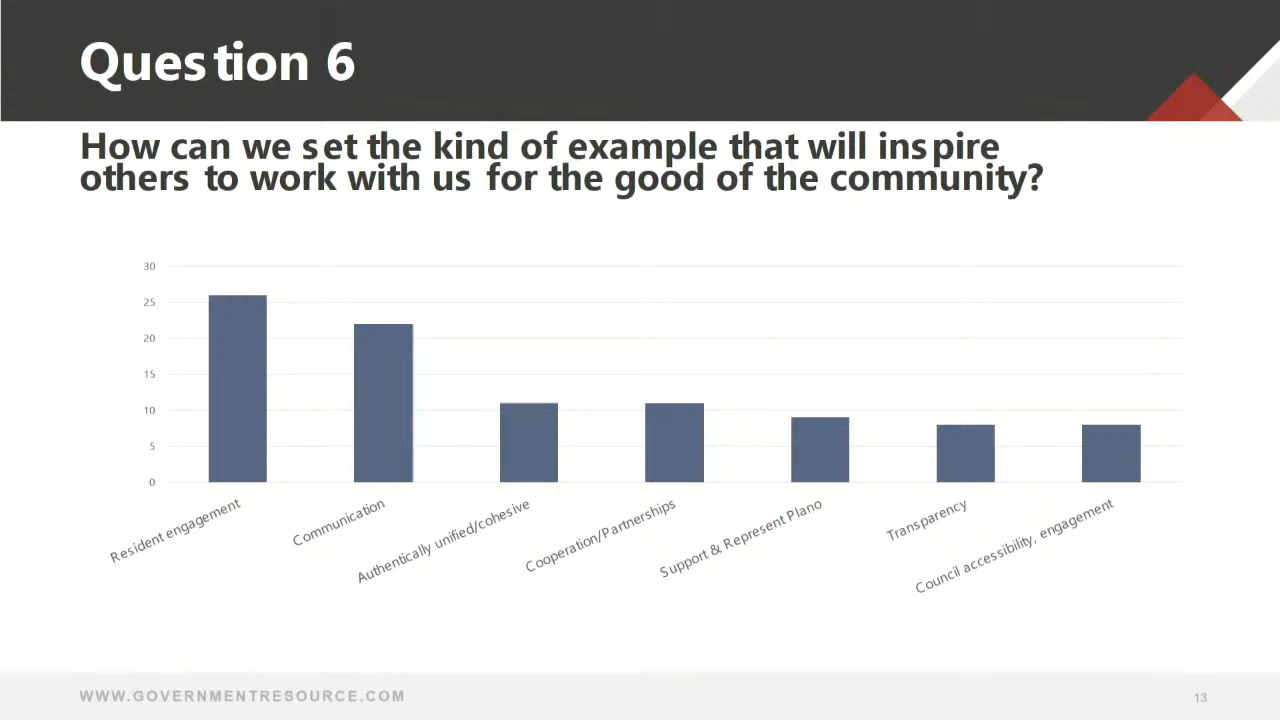 Question 6
How can we set the kind of example that will inspire
others to work with us for the good of the community?
30
25
20
15
10
5
0
Resident engagement
Communication
Authentically unified/cohesive
Cooperation/Partnerships
Support & Represent Plano
Transparency
Council accessibility, engagement
WWW.GOVERNMENTRESOURCE.COM
13